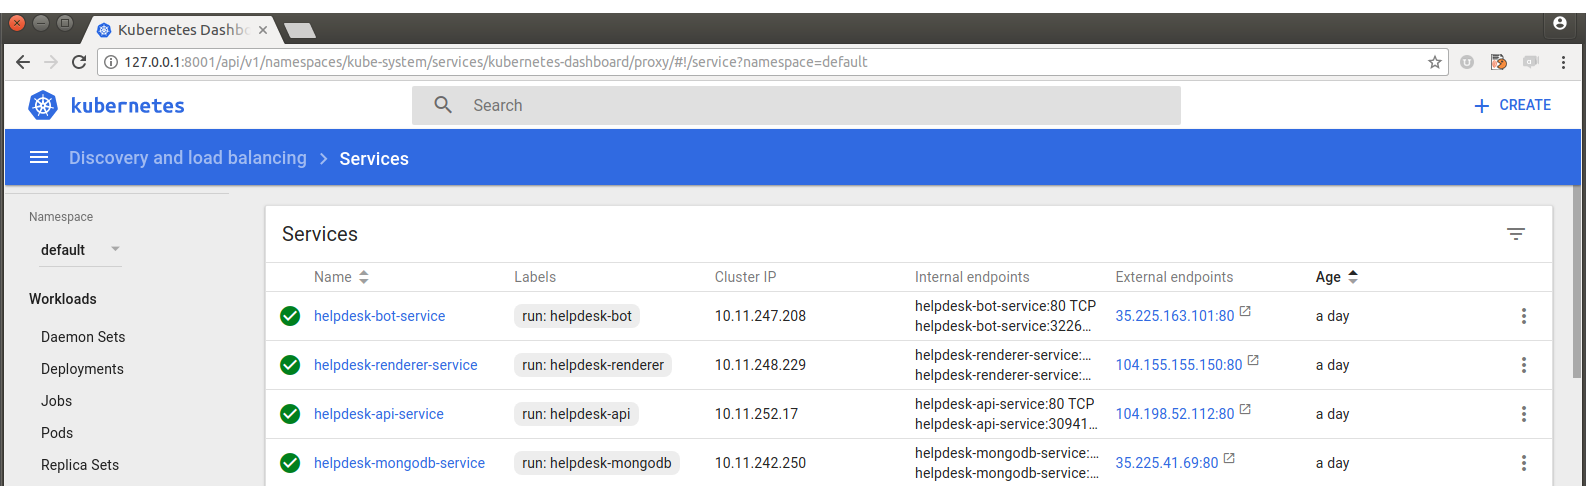 Kubernetes Dashbo
127.0.0.1:8001/api/v1/namespaces/kube-system/services/kubernetes-dashboard/proxy/#!/service?namespace=default
kubernetes
Search
+ CREATE
Discovery and load balancing > Services
Namespace
default
Workloads
Daemon Sets
Deployments
Jobs
Pods
Replica Sets
Services
Name Labels Cluster IP Internal endpoints External endpoints Age
helpdesk-bot-service run: helpdesk-bot 10.11.247.208 helpdesk-bot-service:80 TCP 35.225.163.101:80 a day
helpdesk-bot-service:3226...
helpdesk-renderer-service run: helpdesk-renderer 10.11.248.229 helpdesk-renderer-service:... 104.155.155.150:80 a day
helpdesk-renderer-service:...
helpdesk-api-service run: helpdesk-api 10.11.252.17 helpdesk-api-service:80 TCP 104.198.52.112:80 a day
helpdesk-api-service:30941...
helpdesk-mongodb-service run: helpdesk-mongodb 10.11.242.250 helpdesk-mongodb-service:... 35.225.41.69:80 a day
helpdesk-mongodb-service:...